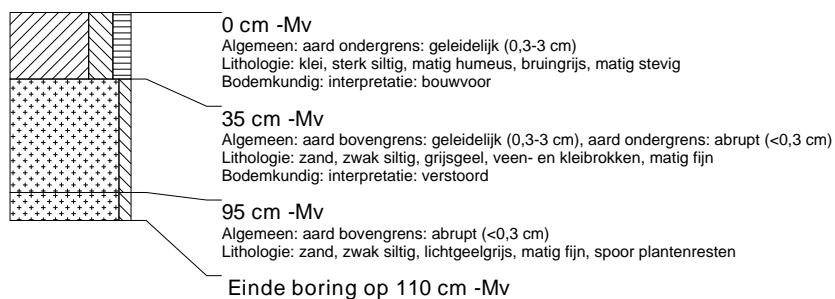 0 cm -Mv
Algemeen: aard ondergrens: geleidelijk (0,3-3 cm)
Lithologie: klei, sterk siltig, matig humeus, bruingrijs, matig stevig
Bodemkundig: interpretatie: bouwvoor
35 cm -Mv
Algemeen: aard bovengrens: geleidelijk (0,3-3 cm), aard ondergrens: abrupt (<0,3 cm)
Lithologie: zand, zwak siltig, grijsgeel, veen- en kleibrokken, matig fijn
Bodemkundig: interpretatie: verstoord
95 cm -Mv
Algemeen: aard bovengrens: abrupt (<0,3 cm)
Lithologie: zand, zwak siltig, lichtgeelgrijs, matig fijn, spoor plantenresten
Einde boring op 110 cm -Mv